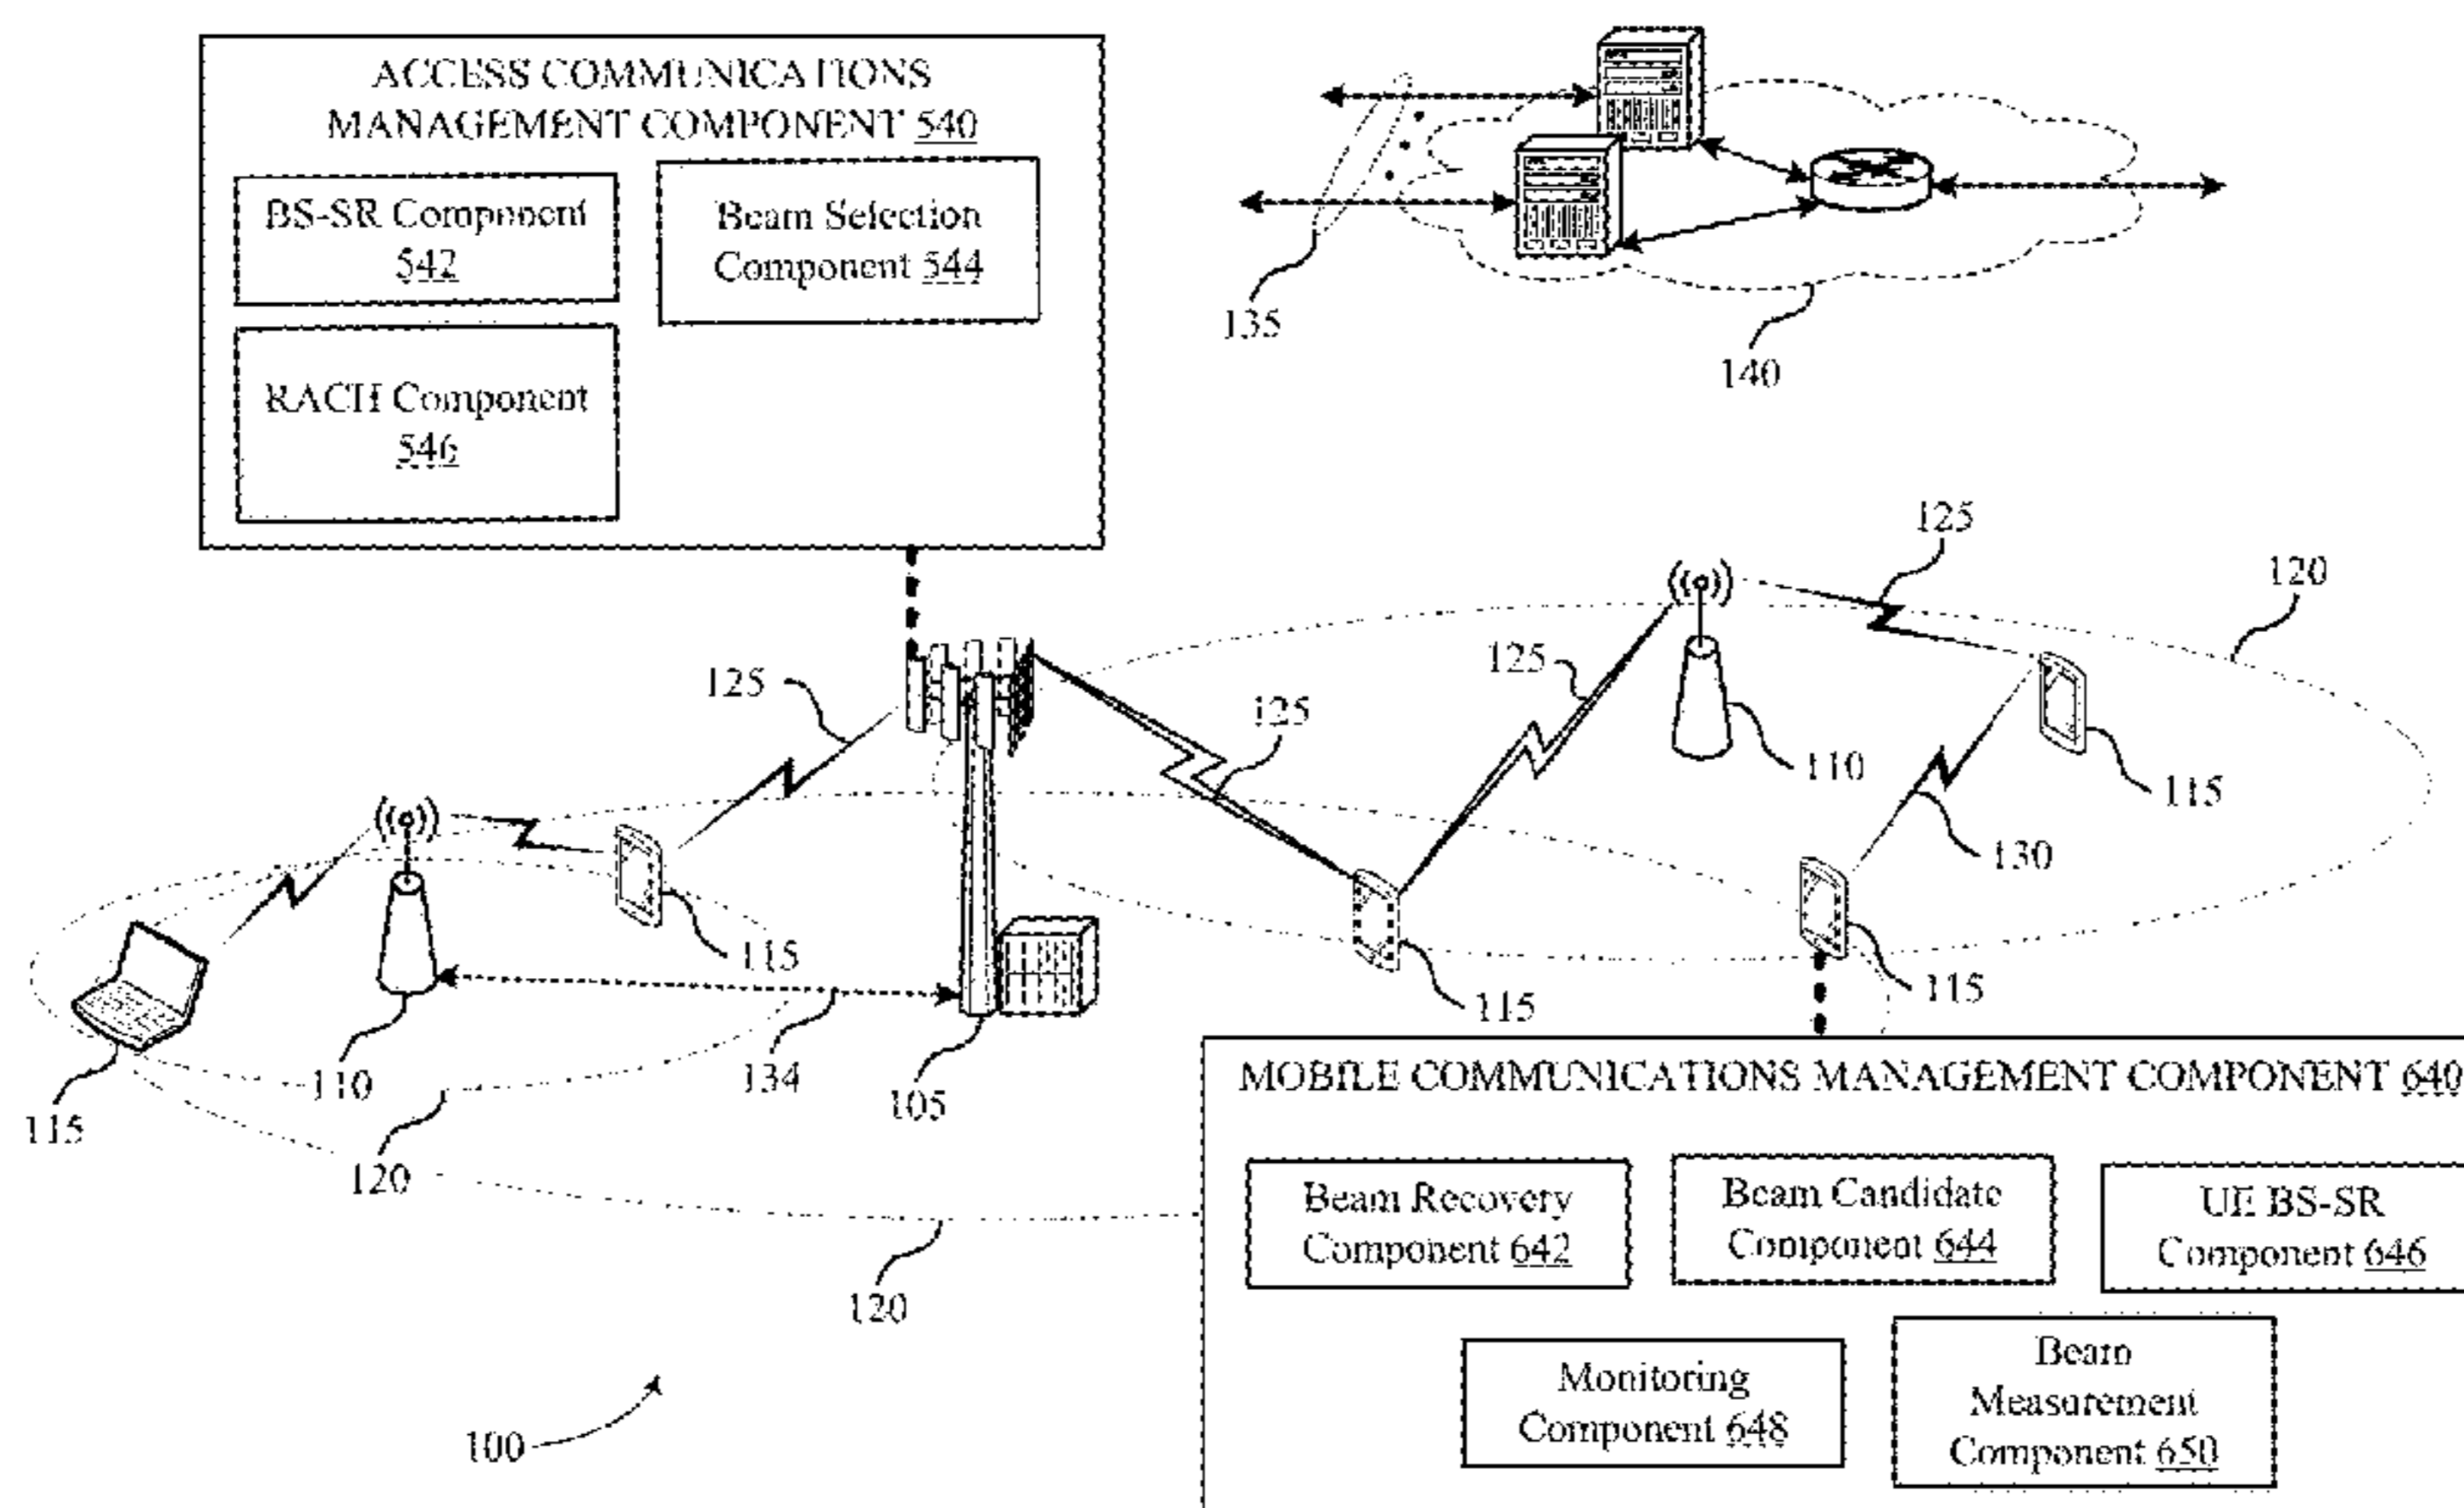 ACCESS COMMUNICATIONS
MANAGEMENT COMPONENT 540
BS-SR Component
542
Beam Selection
Component 544
RACH Component
546
135
140
125
120
125
125
125
110
115
130
115
115
115
134
105
110
115
120
120
100
MOBILE COMMUNICATIONS MANAGEMENT COMPONENT 640
Beam Recovery
Component 642
Beam Candidate
Component 644
UE BS-SR
Component 646
Monitoring
Component 648
Beam
Measurement
Component 650